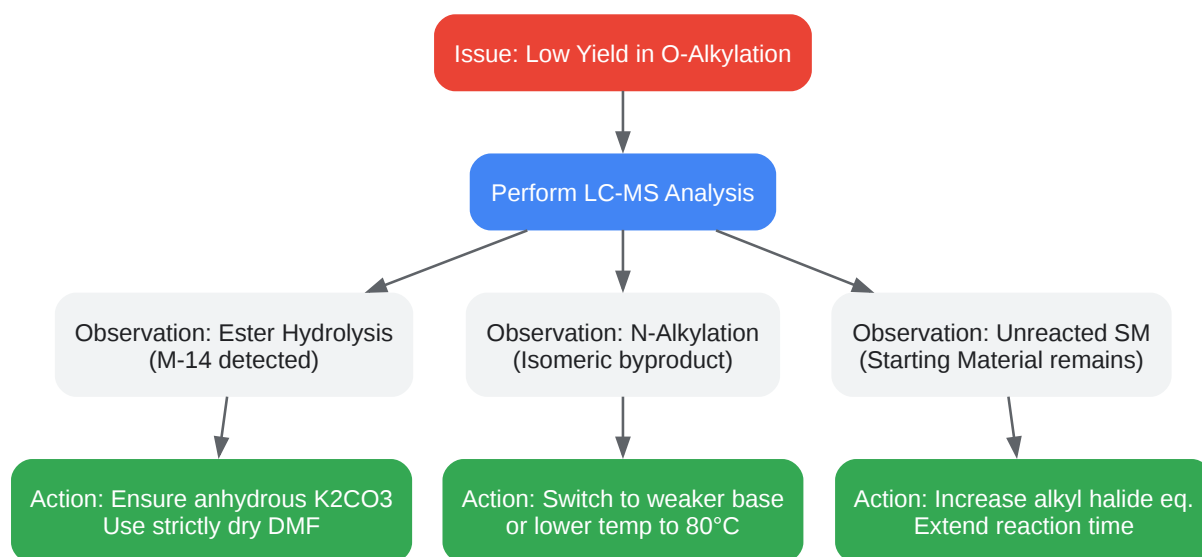 Issue: Low Yield in O-Alkylation
Perform LC-MS Analysis
Observation: Ester Hydrolysis
(M-14 detected)
Observation: N-Alkylation
(Isomeric byproduct)
Observation: Unreacted SM
(Starting Material remains)
Action: Ensure anhydrous K2CO3
Use strictly dry DMF
Action: Switch to weaker base
or lower temp to 80°C
Action: Increase alkyl halide eq.
Extend reaction time